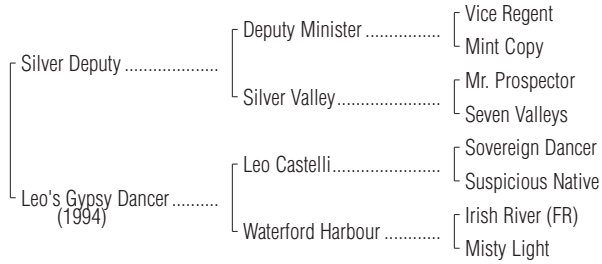 Vice Regent
Deputy Minister ................
Mint Copy
Silver Deputy ....................
Mr. Prospector
Silver Valley......................
Seven Valleys
Sovereign Dancer
Leo Castelli.......................
Suspicious Native
Leo's Gypsy Dancer ..........
(1994)
Irish River (FR)
Waterford Harbour ............
Misty Light